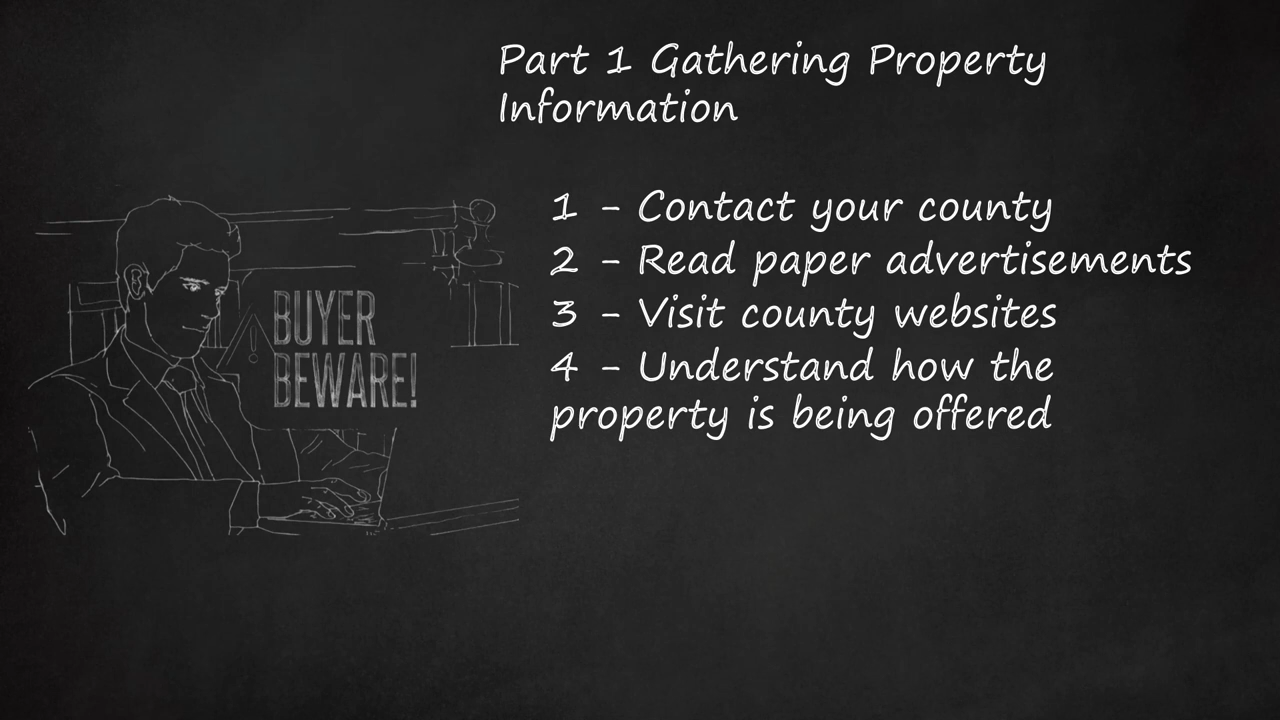 Part 1 Gathering Property
Information
1 - Contact your county
2 - Read paper advertisements
3 - Visit county websites
4 - Understand how the
property is being offered
BUYER
BEWARE!